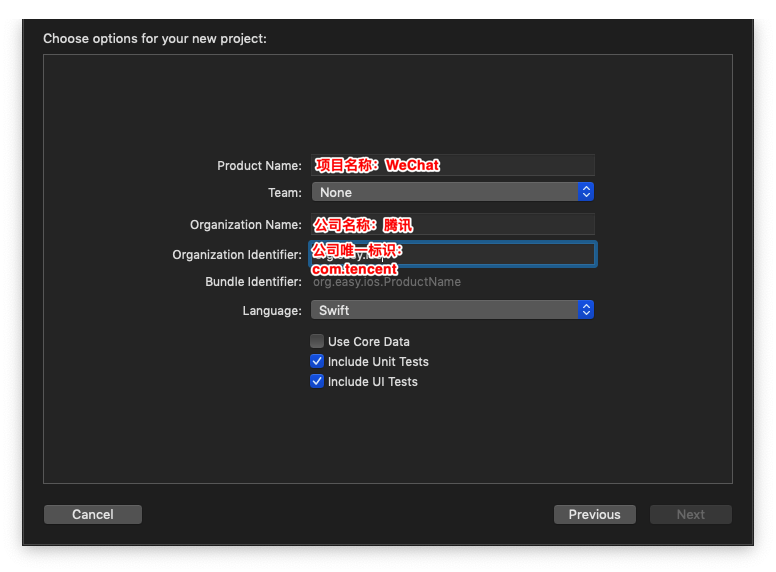 Choose options for your new project:
Product Name: 项目名称：WeChat
Team: None
Organization Name: 公司名称：腾讯
Organization Identifier: 公司唯一标识：
com.tencent
Bundle Identifier: org.easy.ios.ProductName
Language: Swift
Use Core Data
Include Unit Tests
Include UI Tests
Cancel
Previous
Next